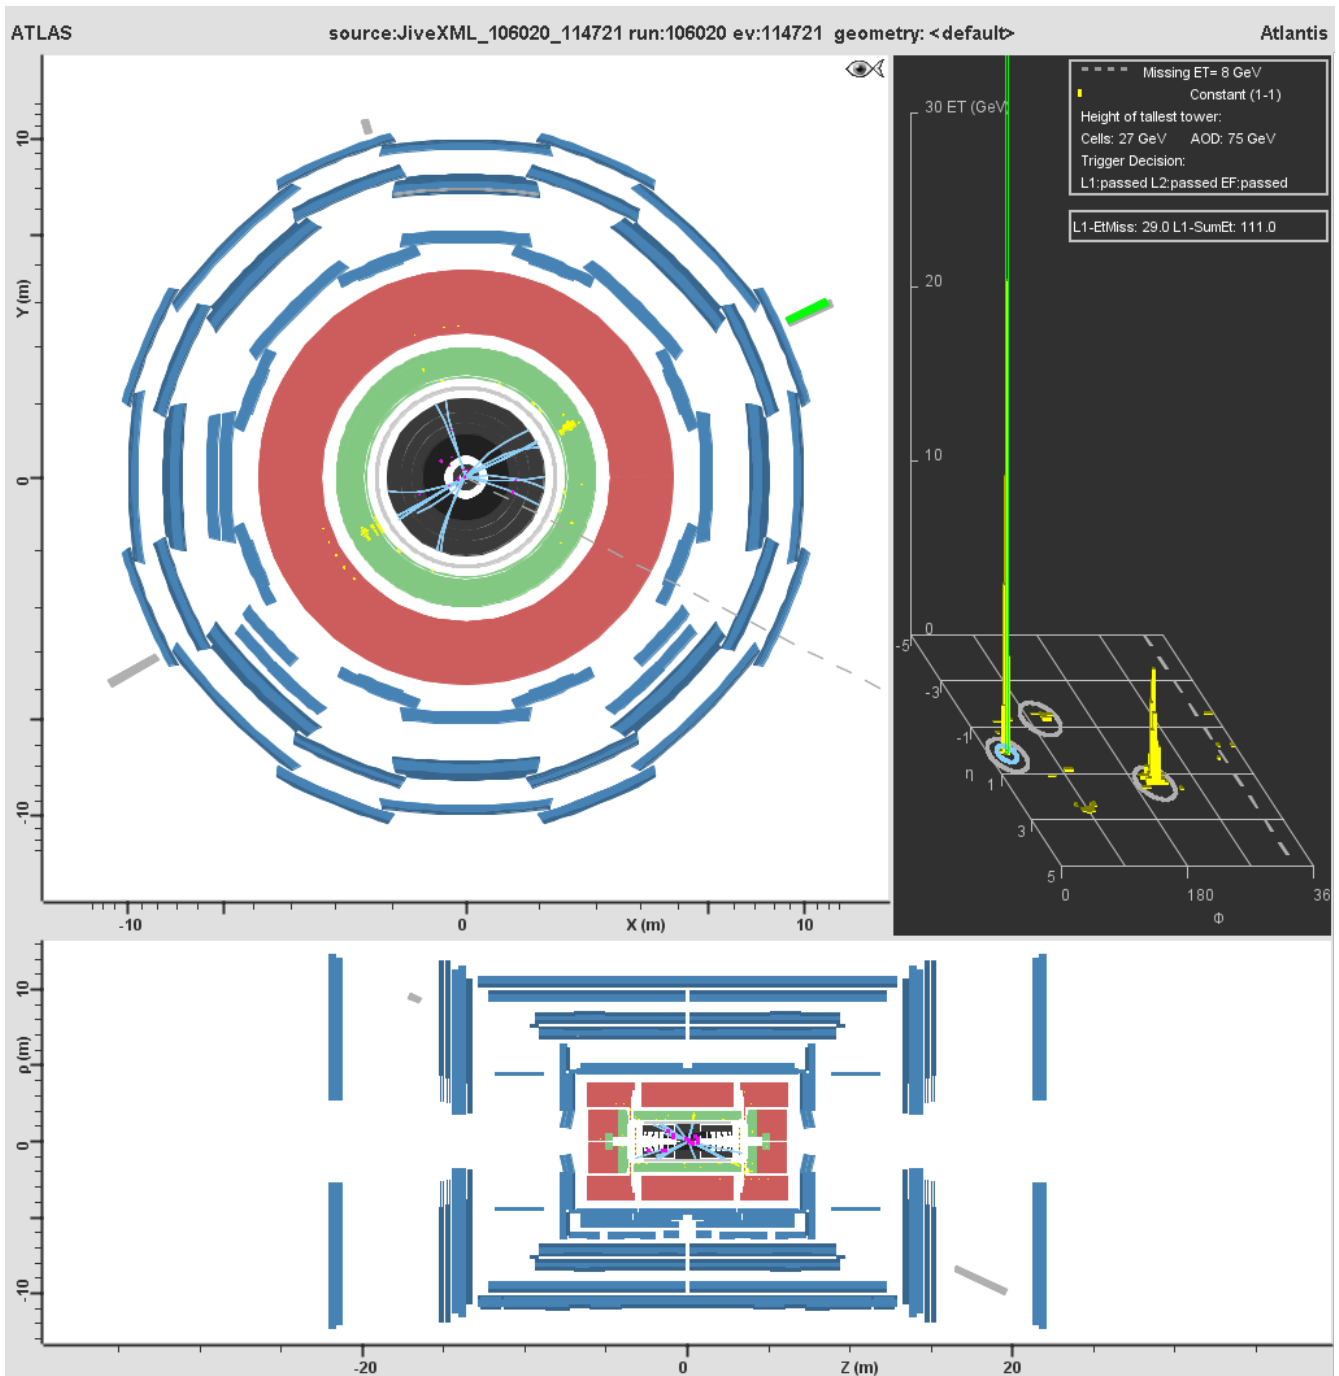 ATLAS source:JiveXML_106020_114721 run:106020 ev:114721 geometry: <default> Atlantis
Missing ET= 8 GeV
Constant (1-1)
Height of tallest tower:
Cells: 27 GeV AOD: 75 GeV
Trigger Decision:
L1:passed L2:passed EF:passed
L1-EtMiss: 29.0 L1-SumEt: 111.0
30 ET (GeV)
20
10
0
-5
-3
-1
η
1
3
5
0 180 36
Φ
10
Y (m)
0
-10
-10 0 X (m) 10
10
ρ (m)
0
-10
-20 0 Z (m) 20